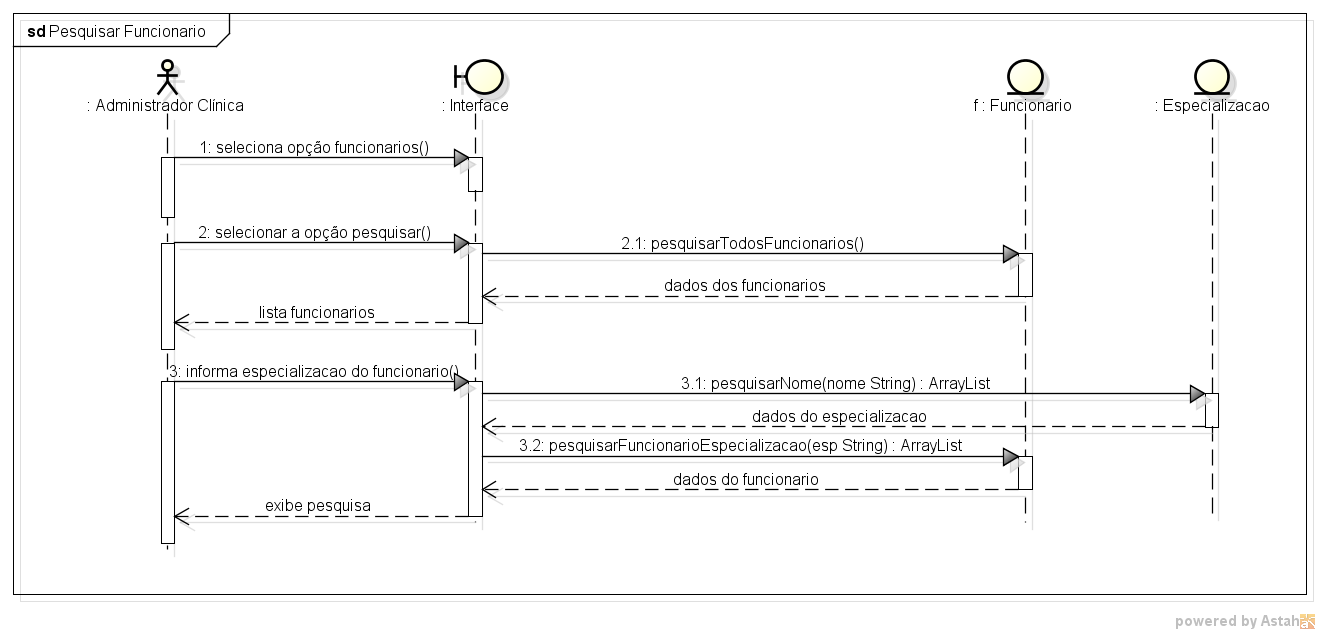 sd Pesquisar Funcionario
: Administrador Clínica
: Interface
f : Funcionario
: Especializacao
1: seleciona opção funcionarios()
2: selecionar a opção pesquisar()
2.1: pesquisarTodosFuncionarios()
dados dos funcionarios
lista funcionarios
3: informa especializacao do funcionario()
3.1: pesquisarNome(nome String) : ArrayList
dados do especializacao
3.2: pesquisarFuncionarioEspecializacao(esp String) : ArrayList
dados do funcionario
exibe pesquisa
powered by Astah